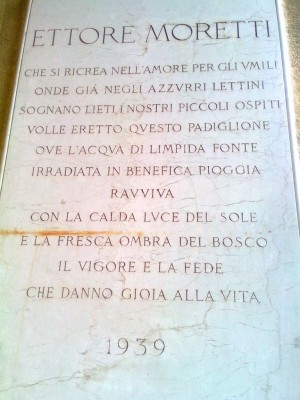 ETTORE MORETTI
CHE SI RICREA NELL'AMORE PER GLI VMILI
ONDE GIÁ NEGLI AZZVRRI LETTINI
SOGNANO LIETI I NOSTRI PICCOLI OSPITI
VOLLE ERETTO QVESTO PADIGLIONE
OVE L'ACQVA DI LIMPIDA FONTE
IRRADIATA IN BENEFICA PIOGGIA
RAVVIVA
CON LA CALDA LVCE DEL SOLE
E LA FRESCA OMBRA DEL BOSCO
IL VIGORE E LA FEDE
CHE DANNO GIOIA ALLA VITA
1939